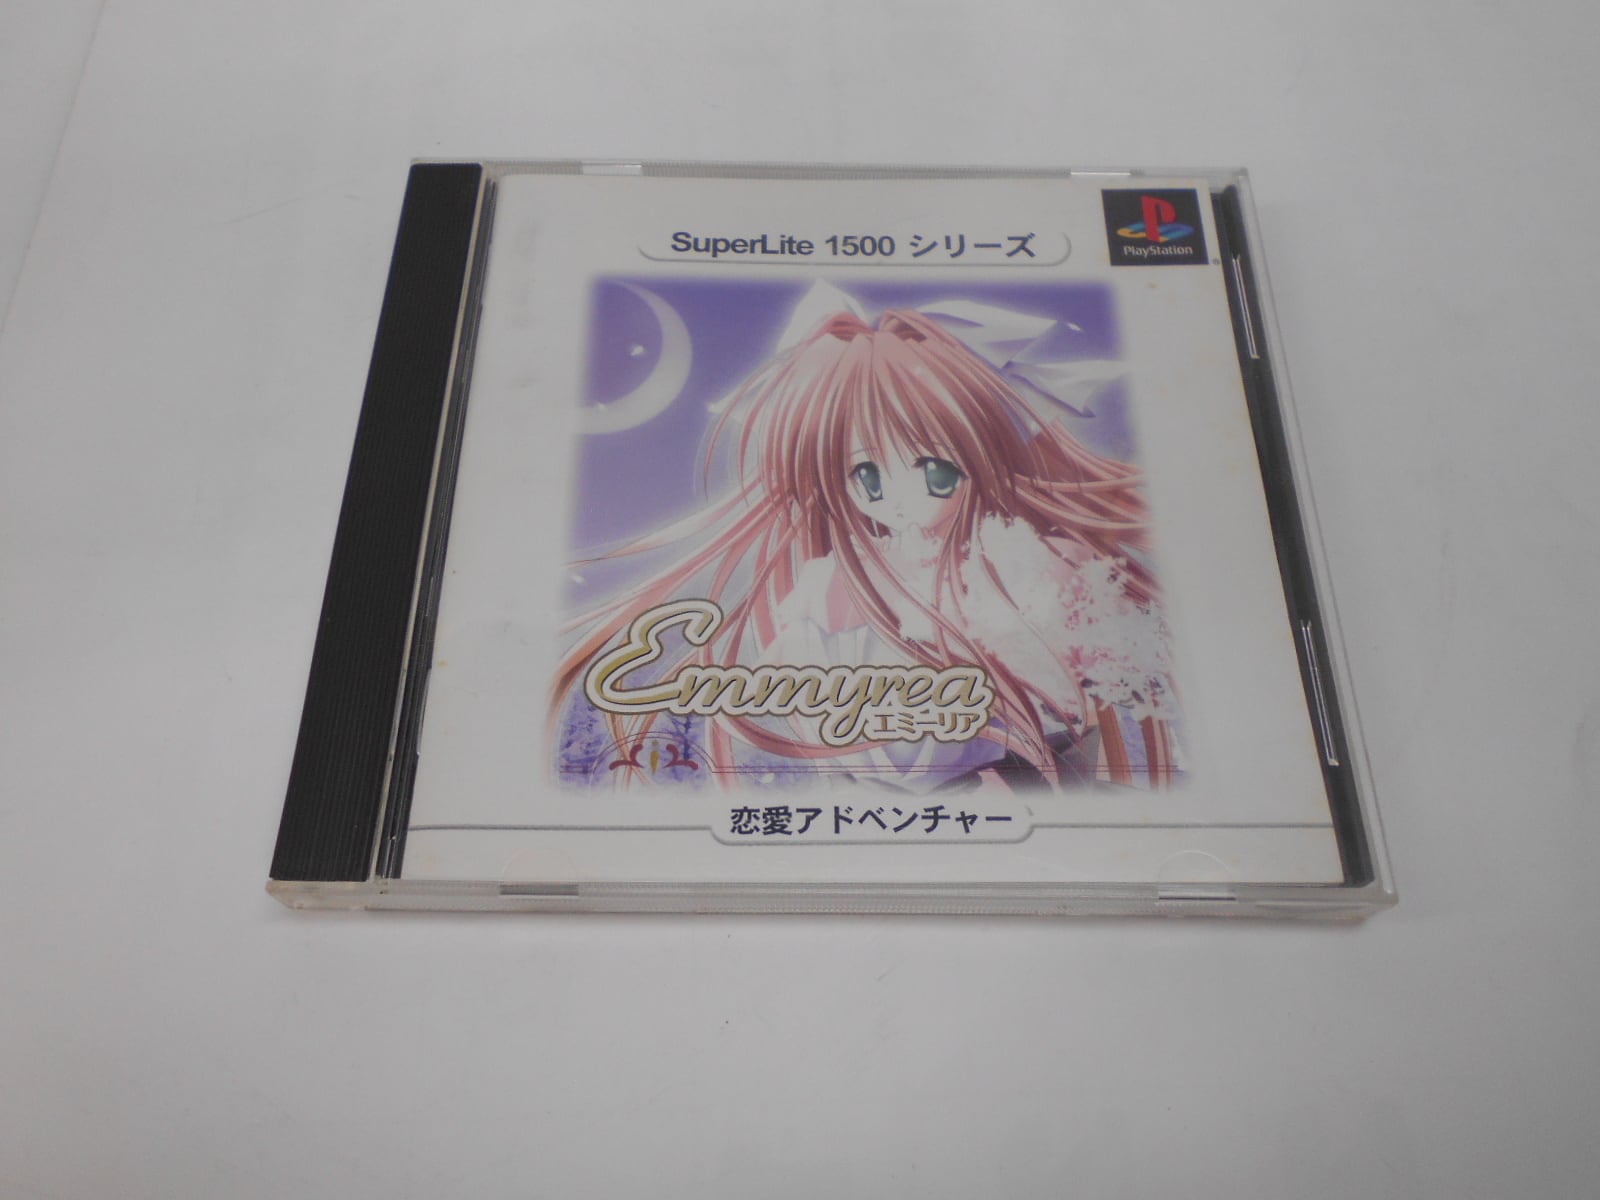 SuperLite 1500 シリーズ
PlayStation
Emmyrea
エミーリア
恋愛アドベンチャー